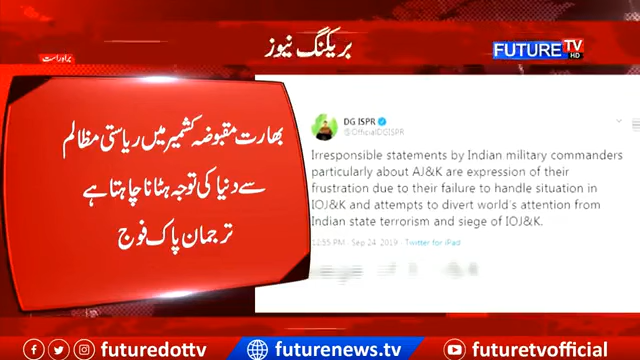 براہ راست
بریکنگ نیوز
FUTURE TV
HD
بھارت مقبوضہ کشمیر میں ریاستی مظالم
سے دنیا کی توجہ ہٹانا چاہتا ہے
ترجمان پاک فوج
DG ISPR
@OfficialDGISPR
Irresponsible statements by Indian military commanders
particularly about AJ&K are expression of their
frustration due to their failure to handle situation in
IOJ&K and attempts to divert world's attention from
Indian state terrorism and siege of IOJ&K.
PM · Sep 24, 2019 · Twitter for iPad
futuredottv
futurenews.tv
futuretvofficial